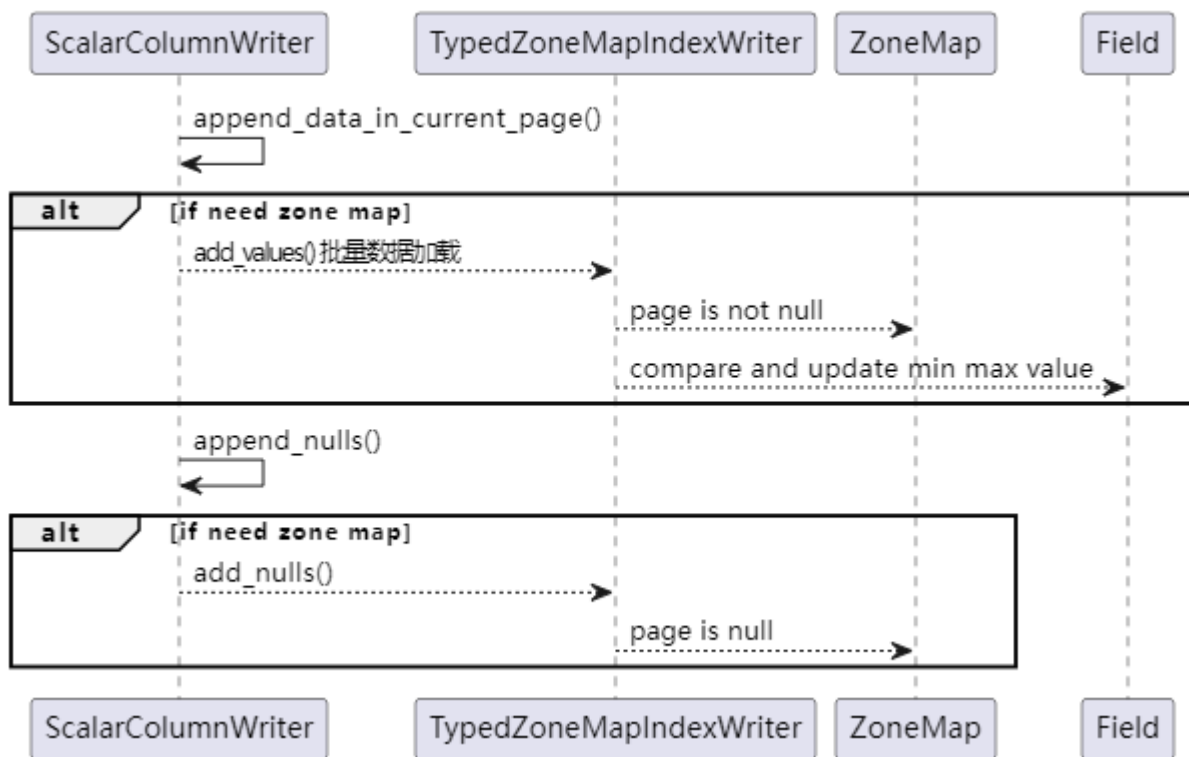 ScalarColumnWriter TypedZoneMapIndexWriter ZoneMap Field
append_data_in_current_page()
alt [if need zone map]
add_values()批量数据加载
page is not null
compare and update min max value
append_nulls()
alt [if need zone map]
add_nulls()
page is null
ScalarColumnWriter TypedZoneMapIndexWriter ZoneMap Field